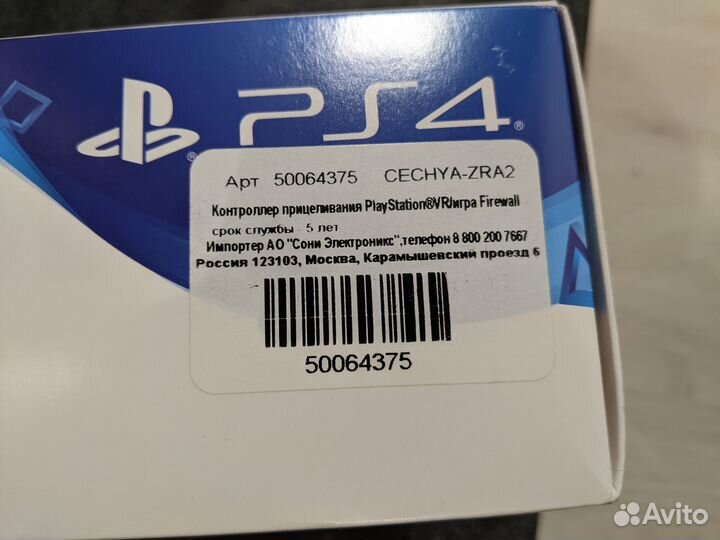 PS4
Арт 50064375 CECHYA-ZRA2
Контроллер прицеливания PlayStation®VR/игра Firewall
срок службы - 5 лет
Импортер АО "Сони Электроникс",телефон 8 800 200 7667
Россия 123103, Москва, Карамышевский проезд 6
50064375
Avito